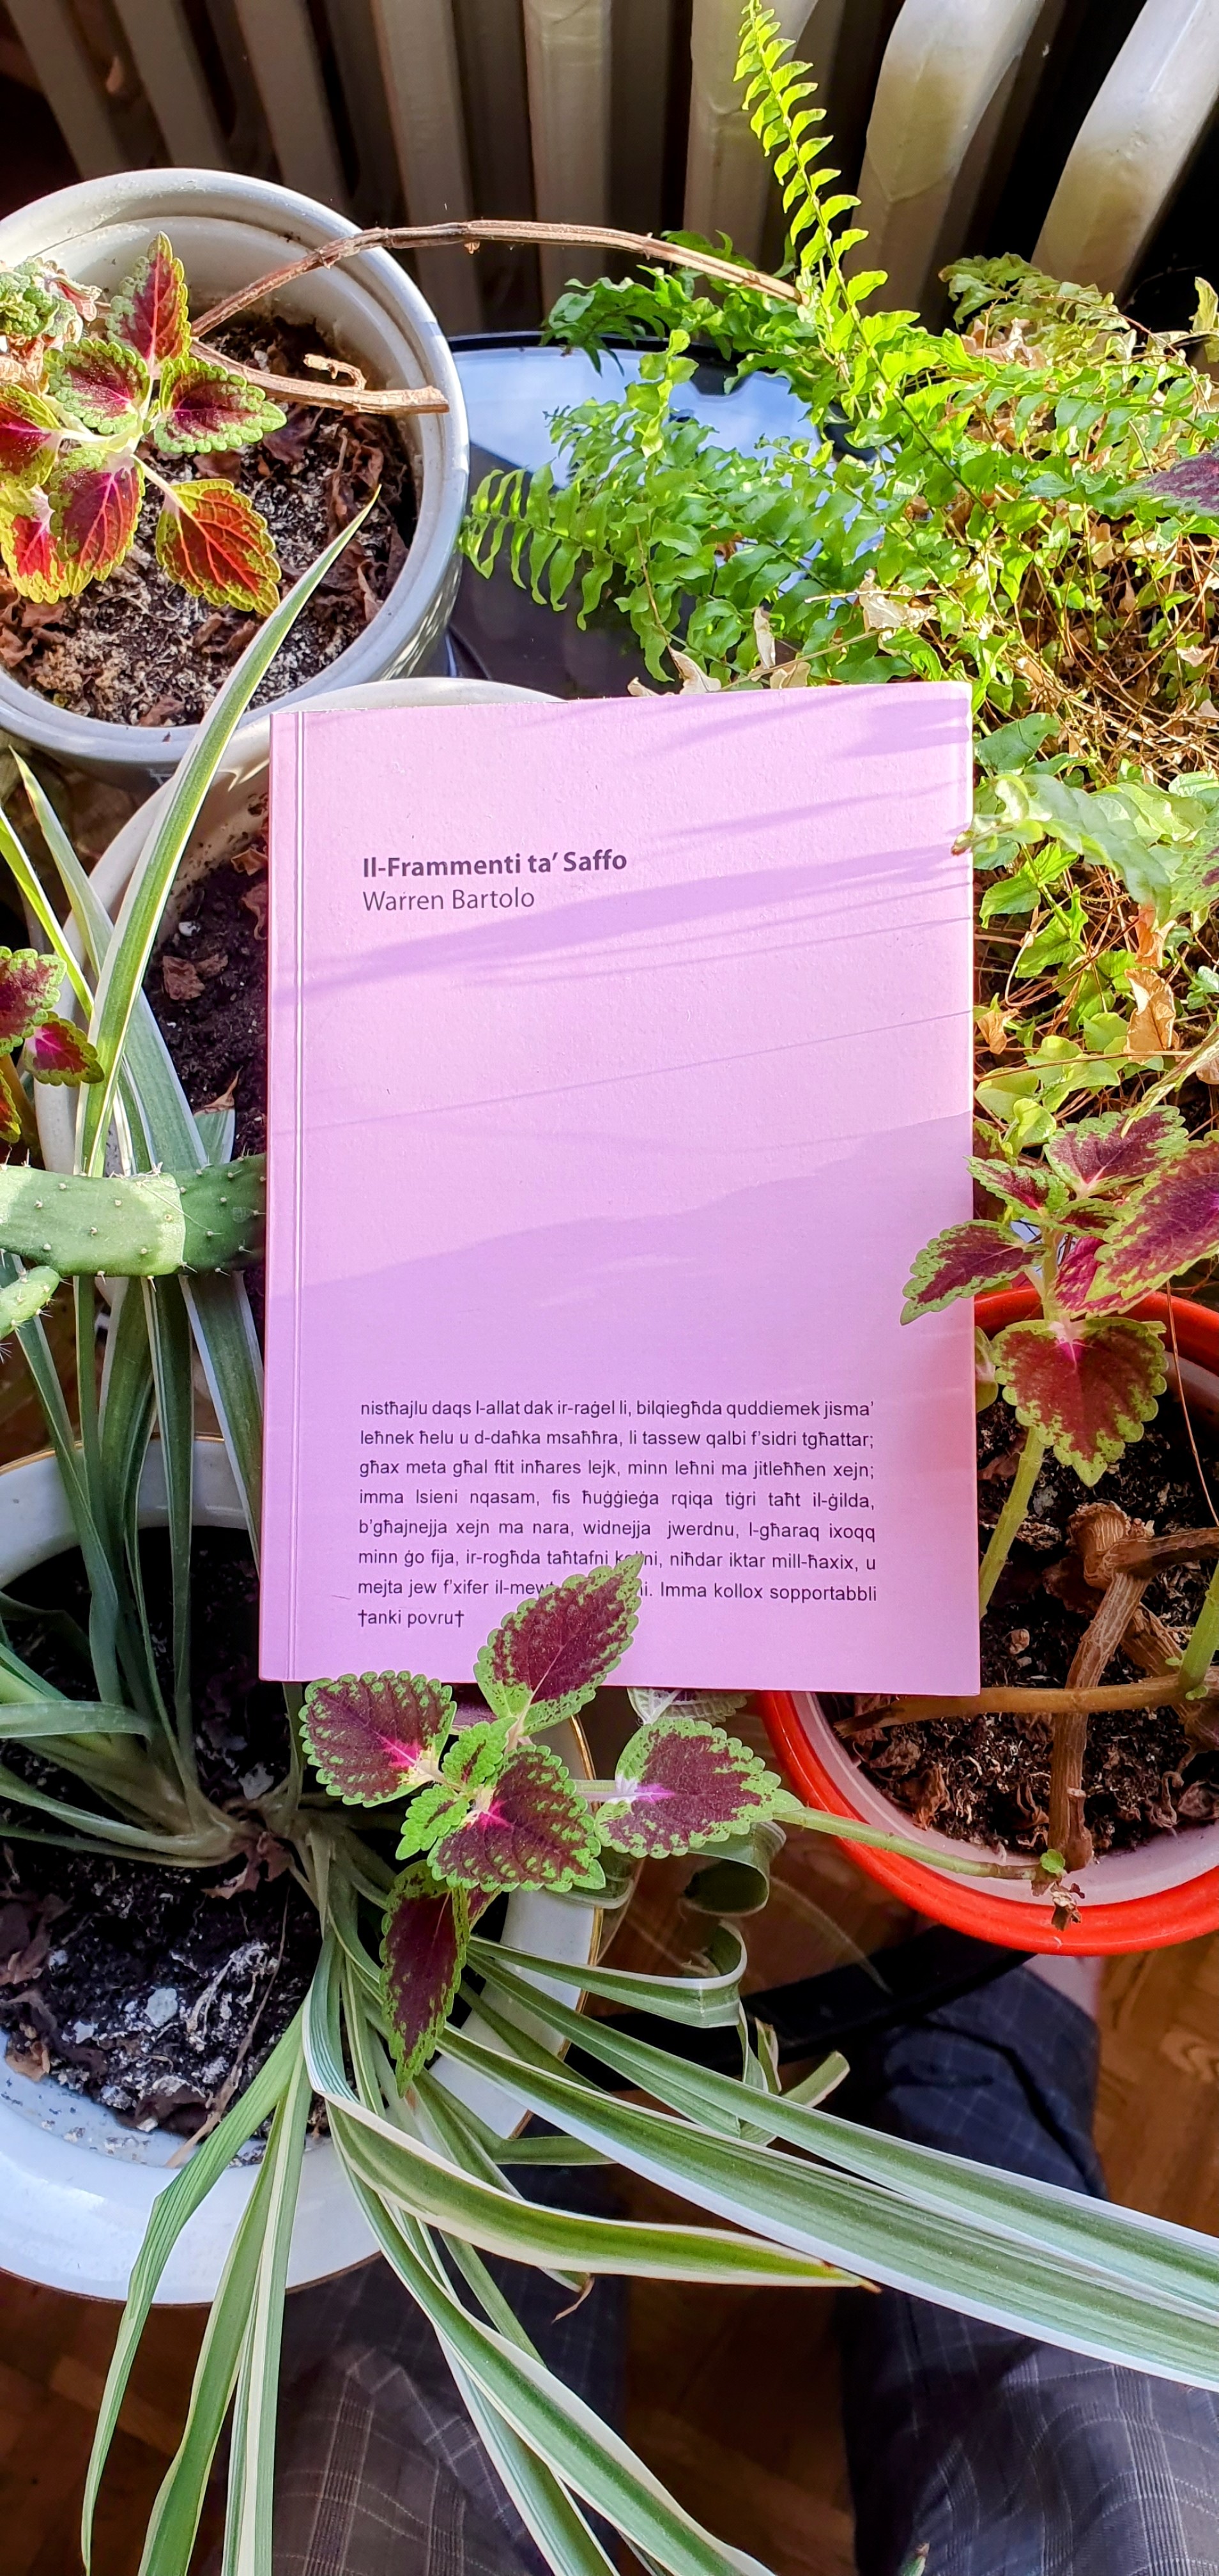 Il-Frammenti ta’ Saffo
Warren Bartolo
nistħajlu daqs l-allat dak ir-raġel li, bilqiegħda quddiemek jisma’
leħnek ħelu u d-daħka msaħħra, li tassew qalbi f’sidri tgħattar;
għax meta għal ftit inħares lejk, minn leħni ma jitleħħen xejn;
imma lsieni nqasam, fis ħuġġieġa rqiqa tiġri taħt il-ġilda,
b’għajnejja xejn ma nara, widnejja jwerdnu, l-għaraq ixoqq
minn ġo fija, ir-rogħda taħtafni niħdar iktar mill-ħaxix, u
mejta jew f’xifer Imma kollox sopportabbli
†anki povru†